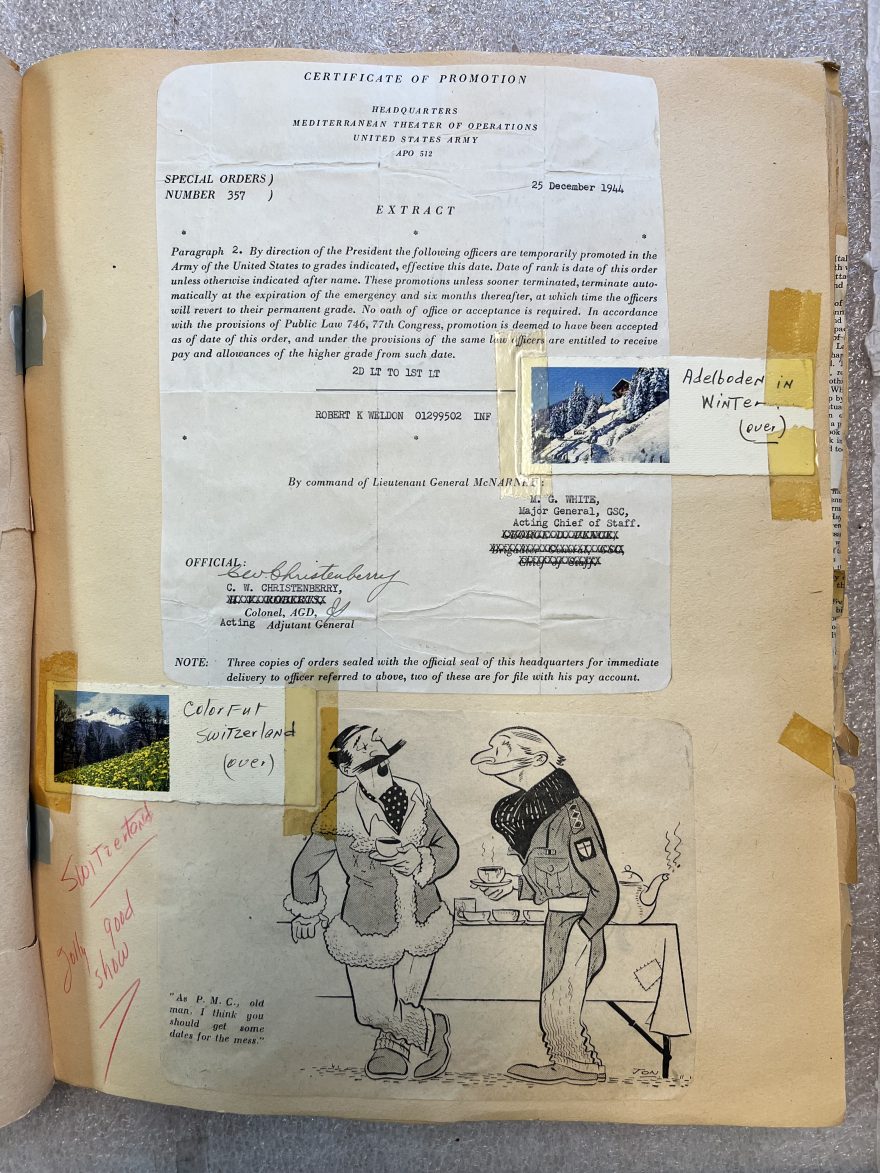 CERTIFICATE OF PROMOTION
HEADQUARTERS
MEDITERRANEAN THEATER OF OPERATIONS
UNITED STATES ARMY
APO 512
SPECIAL ORDERS)
NUMBER 357 )
25 December 1944
EXTRACT
* * *
Paragraph 2. By direction of the President the following officers are temporarily promoted in the
Army of the United States to grades indicated, effective this date. Date of rank is date of this order
unless otherwise indicated after name. These promotions unless sooner terminated, terminate auto-
matically at the expiration of the emergency and six months thereafter, at which time the officers
will revert to their permanent grade. No oath of office or acceptance is required. In accordance
with the provisions of Public Law 746, 77th Congress, promotion is deemed to have been accepted
as of date of this order, and under the provisions of the same law officers are entitled to receive
pay and allowances of the higher grade from such date.
2D LT TO 1ST LT
ROBERT K WELDON 01299502 INF
* *
Adelboden in
Winter
(over)
By command of Lieutenant General McNARNEY:
M. G. WHITE,
Major General, GSC,
Acting Chief of Staff.
Brigadier General, GSC,
Chief of Staff.
OFFICIAL:
CW Christenberry
C. W. CHRISTENBERRY,
Colonel, AGD,
Acting Adjutant General
NOTE: Three copies of orders sealed with the official seal of this headquarters for immediate
delivery to officer referred to above, two of these are for file with his pay account.
Colorful
Switzerland
(over)
Switzerland
Jolly good
show
"As P. M. C., old
man, I think you
should get some
dates for the mess."
JON